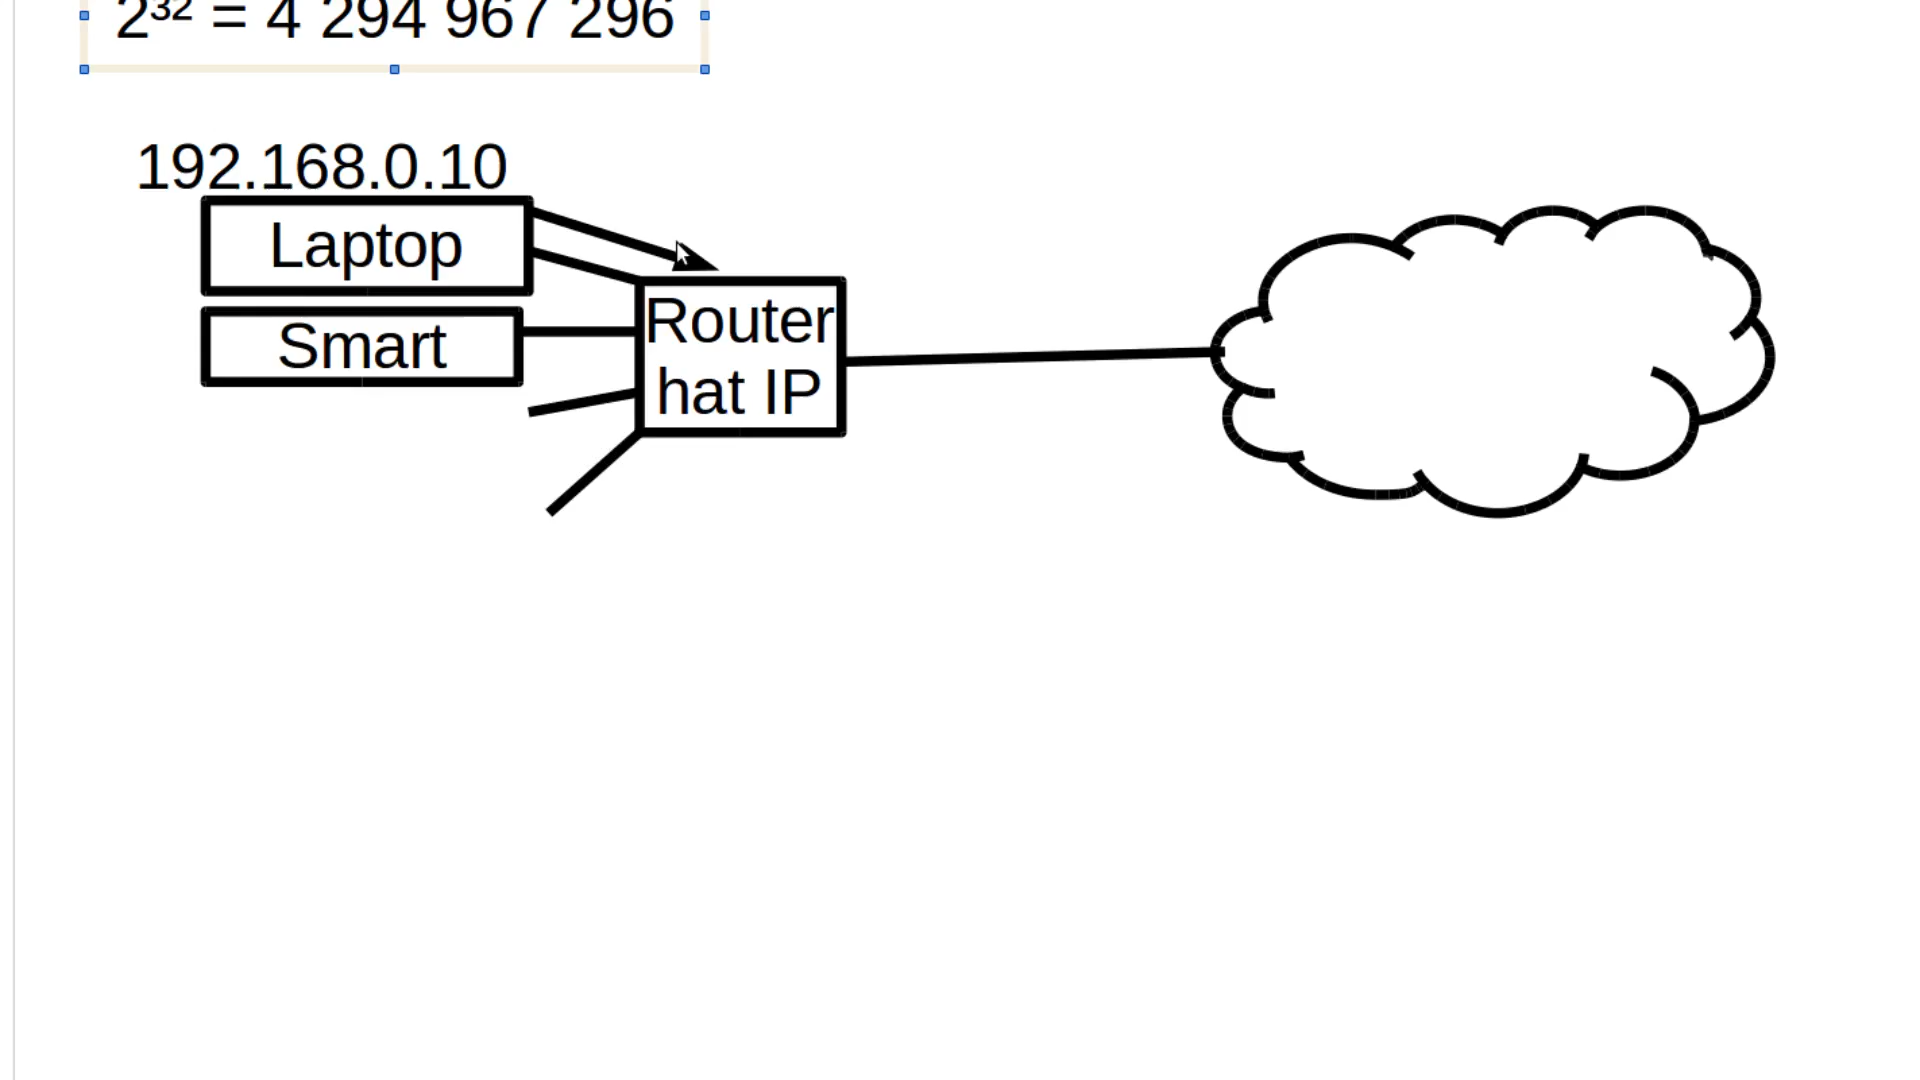 2³² = 4 294 967 296
192.168.0.10
Laptop
Smart
Router
hat IP